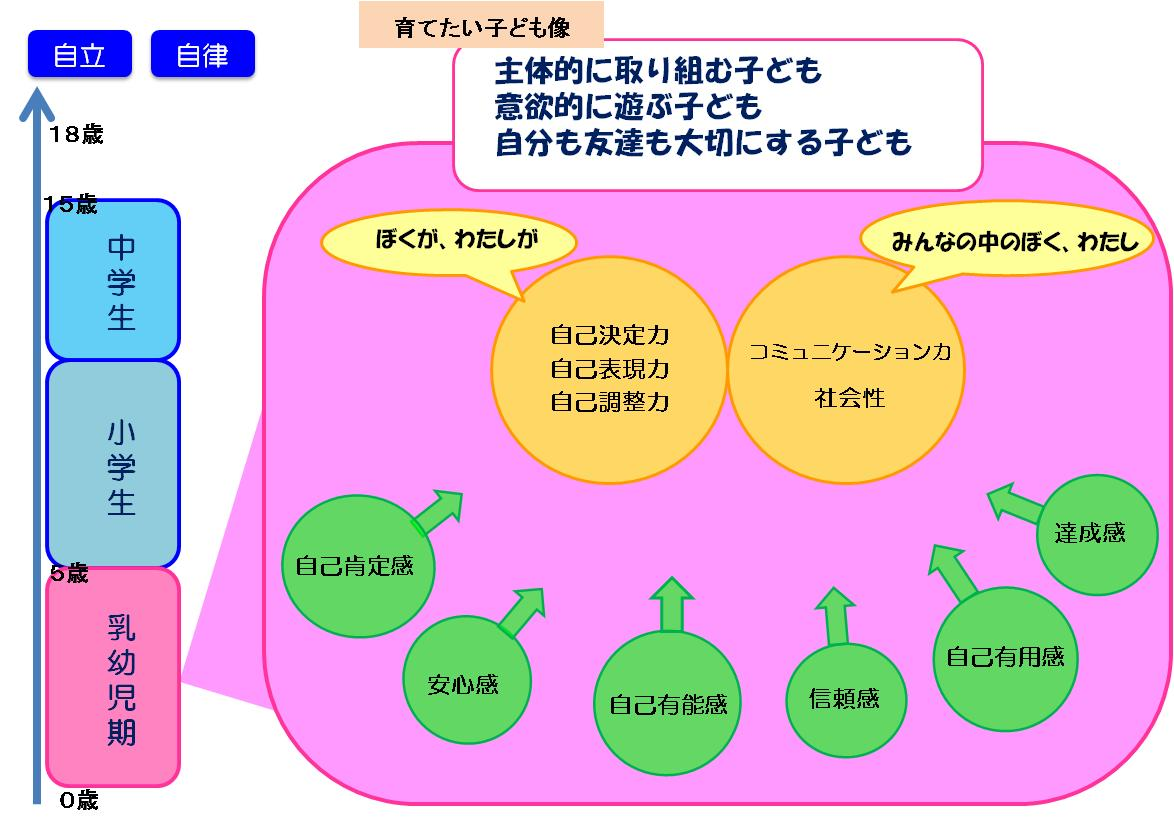 育てたい子ども像
自立
自律
主体的に取り組む子ども
意欲的に遊ぶ子ども
自分も友達も大切にする子ども
18歳
15歳
中学生
小学生
5歳
乳幼児期
0歳
ぼくが、わたしが
みんなの中のぼく、わたし
自己決定力
自己表現力
自己調整力
コミュニケーション力
社会性
自己肯定感
安心感
自己有能感
信頼感
自己有用感
達成感